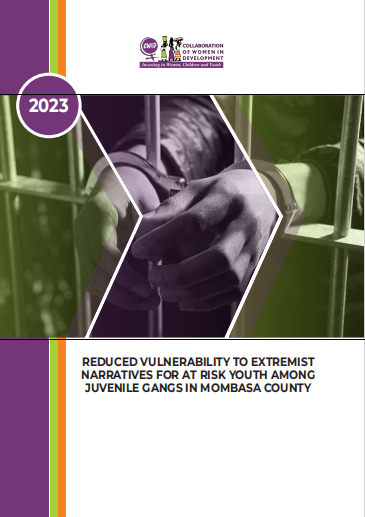 CWID
COLLABORATION
OF WOMEN IN
DEVELOPMENT
Investing in Women, Children and Youth
2023
REDUCED VULNERABILITY TO EXTREMIST
NARRATIVES FOR AT RISK YOUTH AMONG
JUVENILE GANGS IN MOMBASA COUNTY